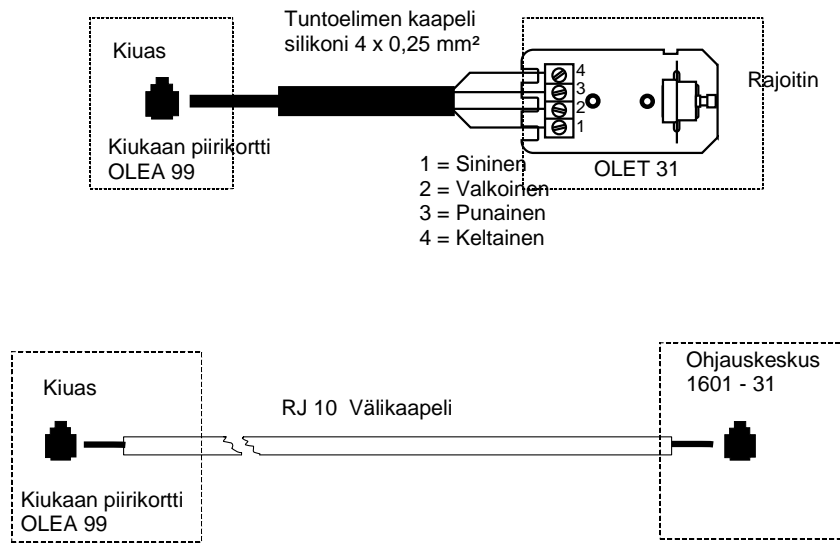 Tuntoelimen kaapeli
silikoni 4 x 0,25 mm²
Kiuas
Rajoitin
4
3
2
1
Kiukaan piirikortti
OLEA 99
OLET 31
1 = Sininen
2 = Valkoinen
3 = Punainen
4 = Keltainen
Ohjauskeskus
1601 - 31
Kiuas
RJ 10 Välikaapeli
Kiukaan piirikortti
OLEA 99